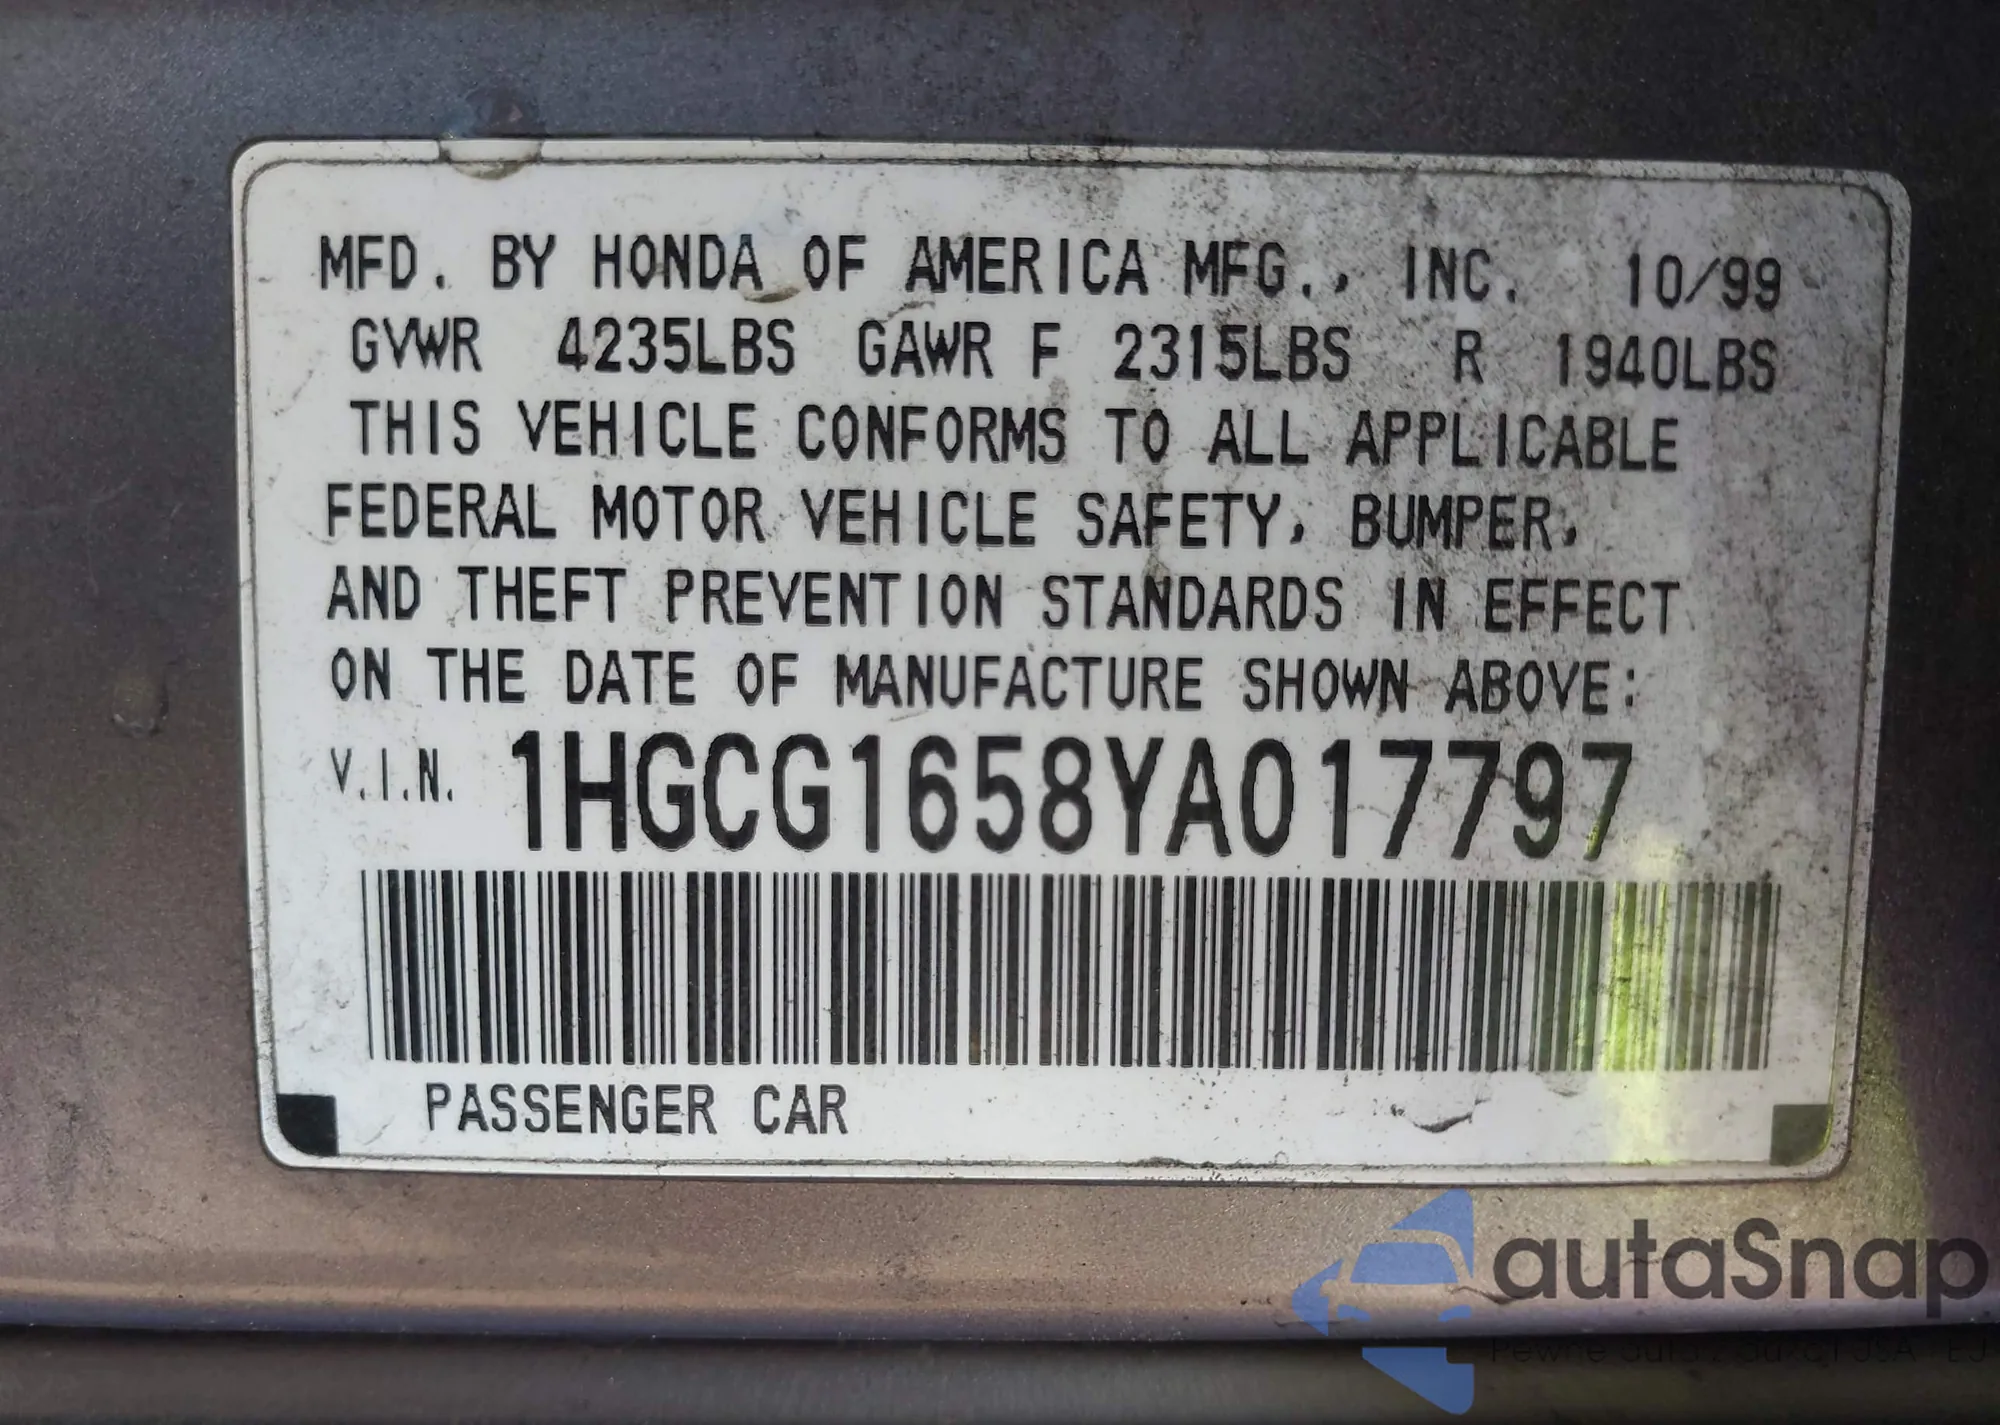 MFD. BY HONDA OF AMERICA MFG., INC. 10/99
GVWR 4235LBS GAWR F 2315LBS R 1940LBS
THIS VEHICLE CONFORMS TO ALL APPLICABLE
FEDERAL MOTOR VEHICLE SAFETY, BUMPER,
AND THEFT PREVENTION STANDARDS IN EFFECT
ON THE DATE OF MANUFACTURE SHOWN ABOVE:
V.I.N. 1HGCG1658YA017797
PASSENGER CAR
autaSnap
Pewne auta z